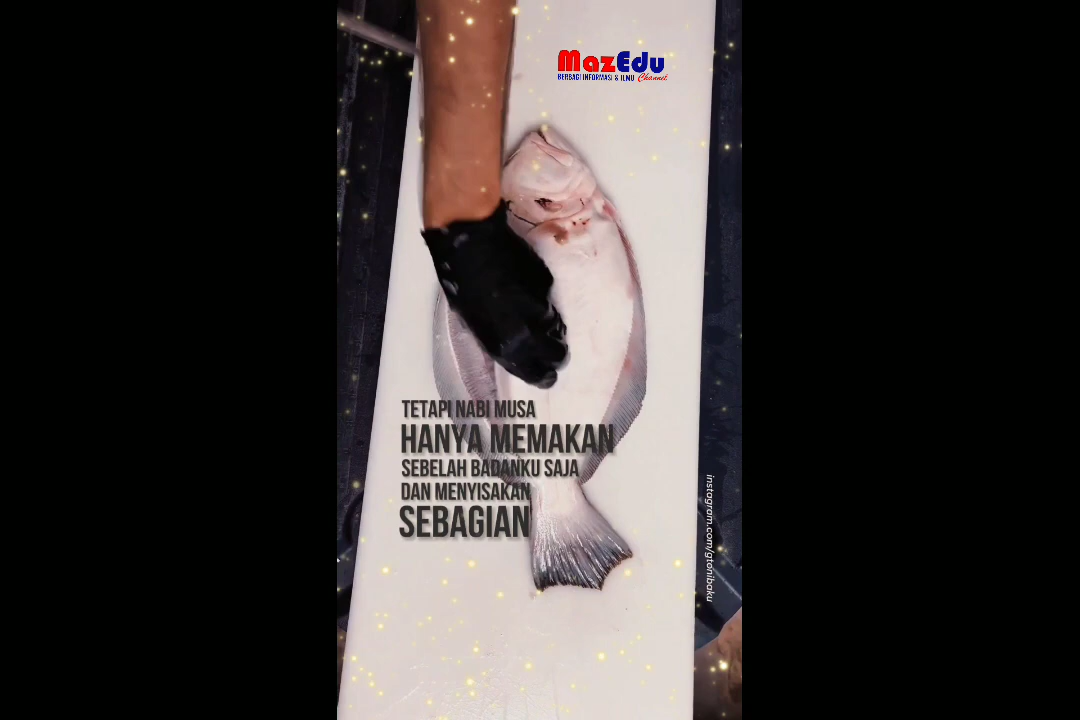 MazEdu
BERBAGI INFORMASI & ILMU Channel
TETAPI NABI MUSA
HANYA MEMAKAN
SEBELAH BADANKU SAJA
DAN MENYISAKAN
SEBAGIAN
instagram.com/gtonibaku